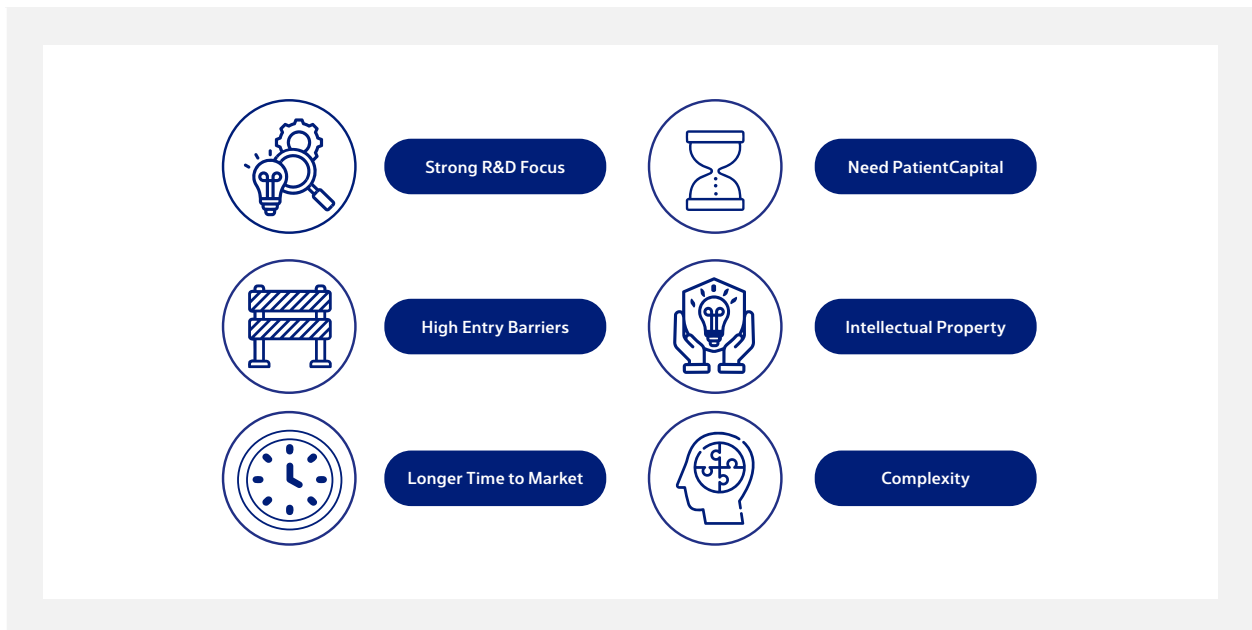 Strong R&D Focus
Need PatientCapital
High Entry Barriers
Intellectual Property
Longer Time to Market
Complexity